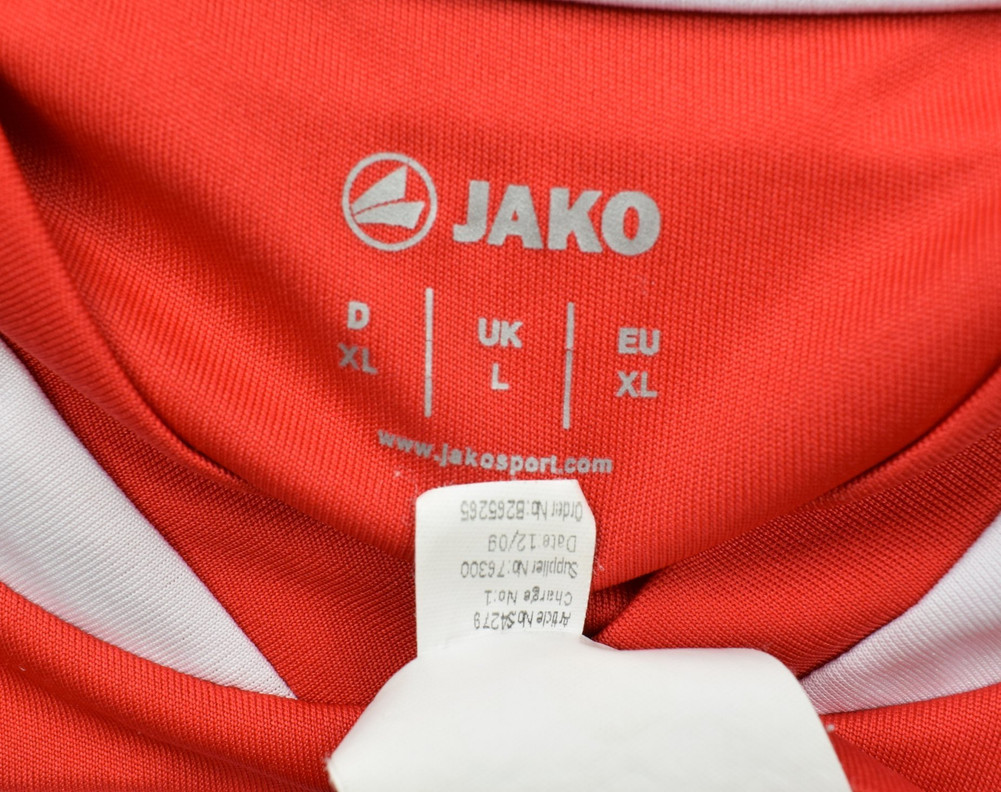 JAKO
D UK EU
XL L XL
www.jakosport.com
Article No:S4279
Charge No:1
Supplier No:76300
Date:12/09
Order No:8265265